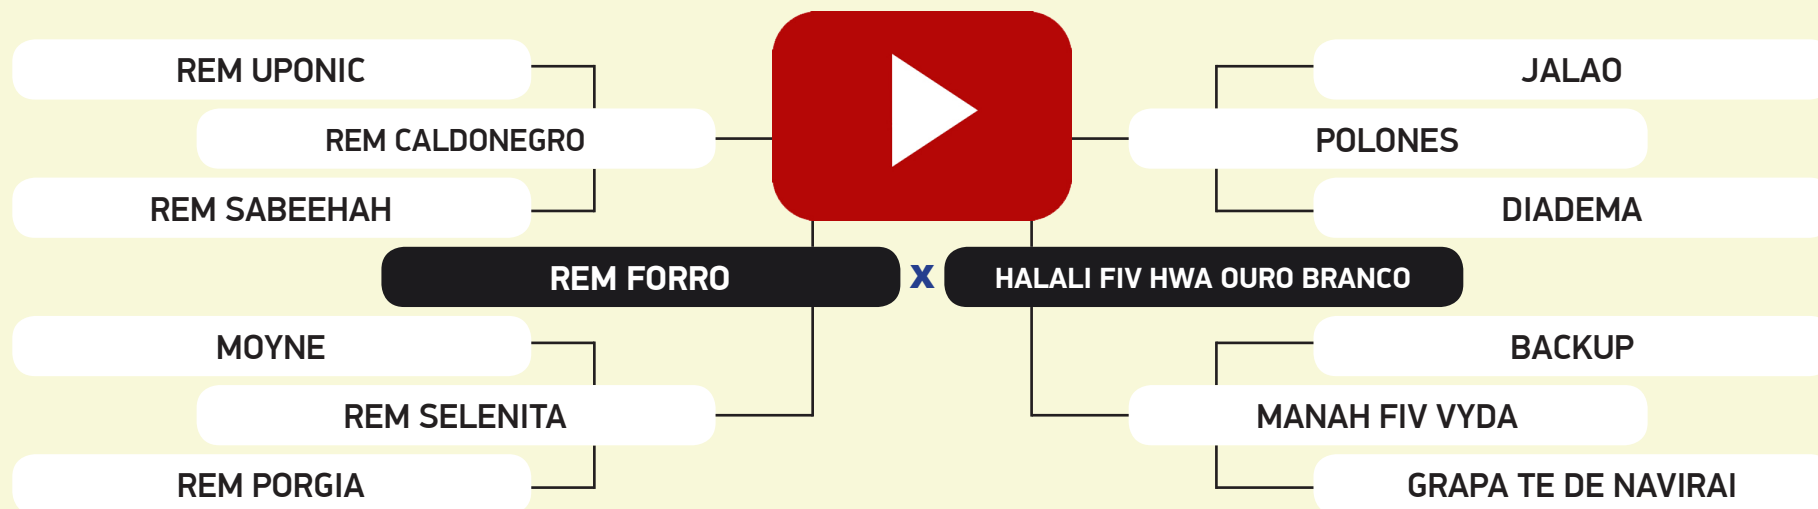 REM UPONIC
JALAO
REM CALDONEGRO
POLONES
REM SABEEHAH
DIADEMA
REM FORRO X HALALI FIV HWA OURO BRANCO
MOYNE
BACKUP
REM SELENITA
MANAH FIV VYDA
REM PORGIA
GRAPA TE DE NAVIRAI